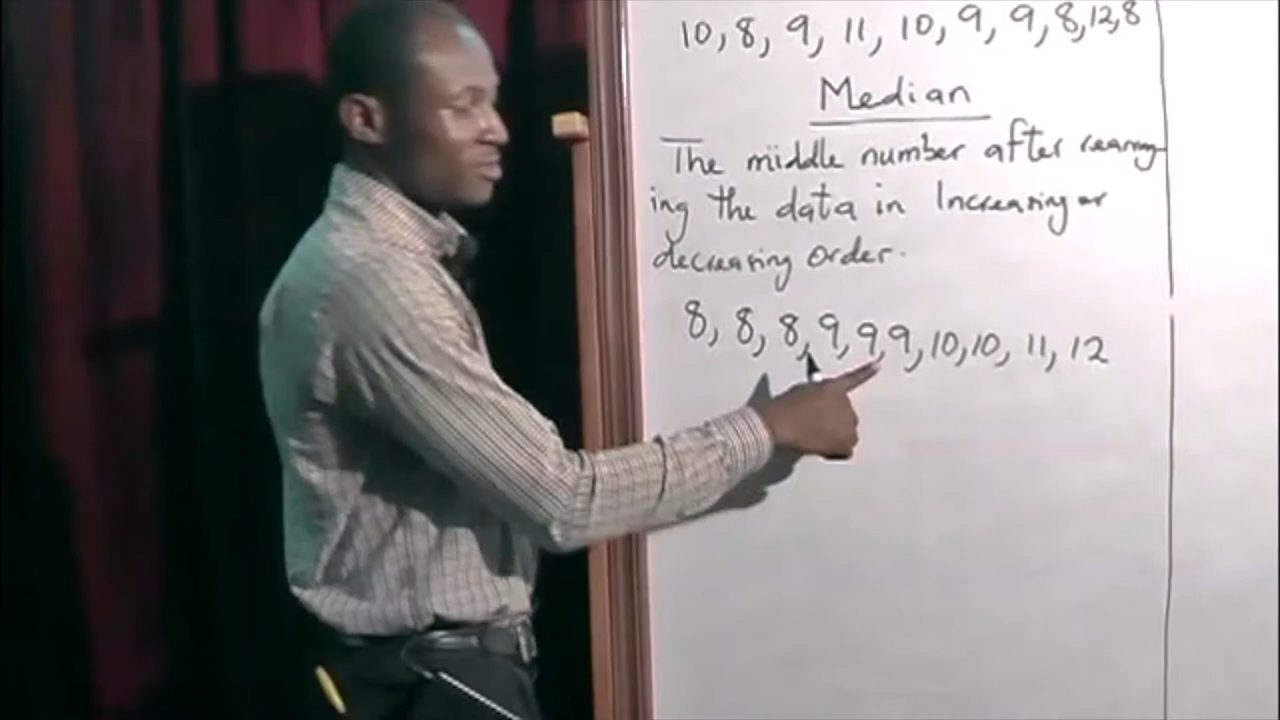 10, 8, 9, 11, 10, 9, 9, 8, 12, 8
Median
The middle number after rearrang
ing the data in Increasing or
decreasing order.
8, 8, 8, 9, 9, 9, 10, 10, 11, 12